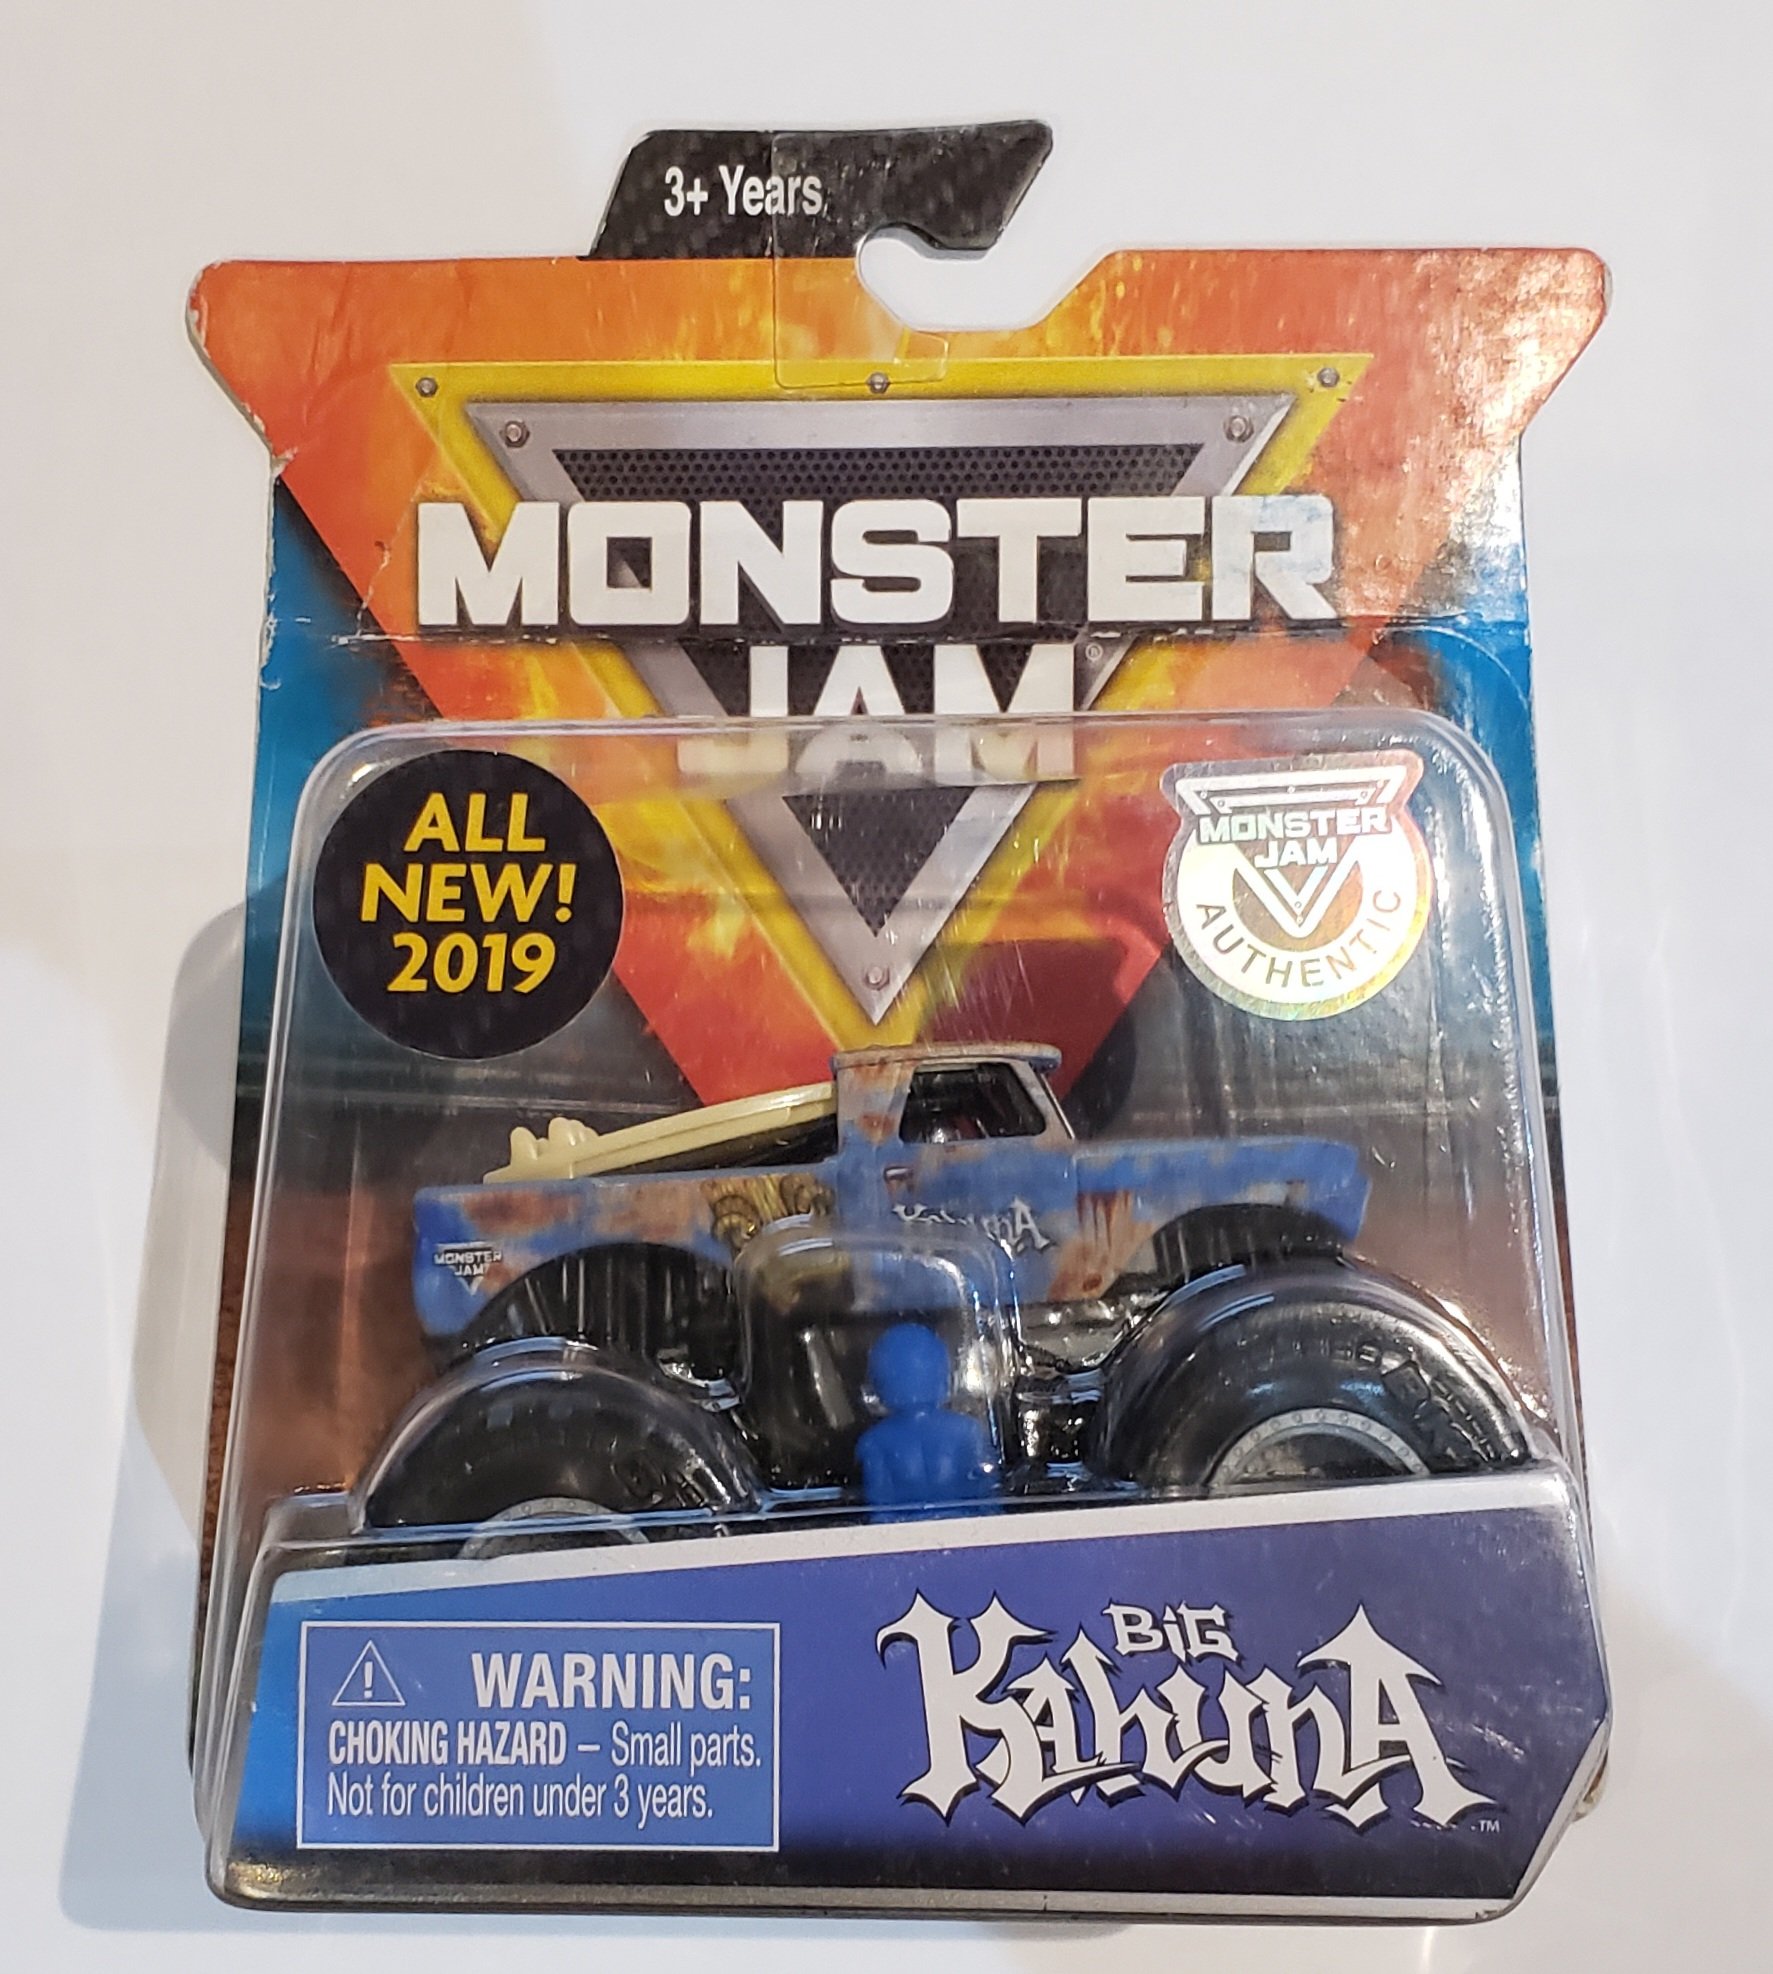 3+ Years
MONSTER
JAM®
ALL
NEW!
2019
MONSTER
JAM
AUTHENTIC
KahunA
MONSTER
JAM
WARNING:
CHOKING HAZARD – Small parts.
Not for children under 3 years.
BiG
KahunA™